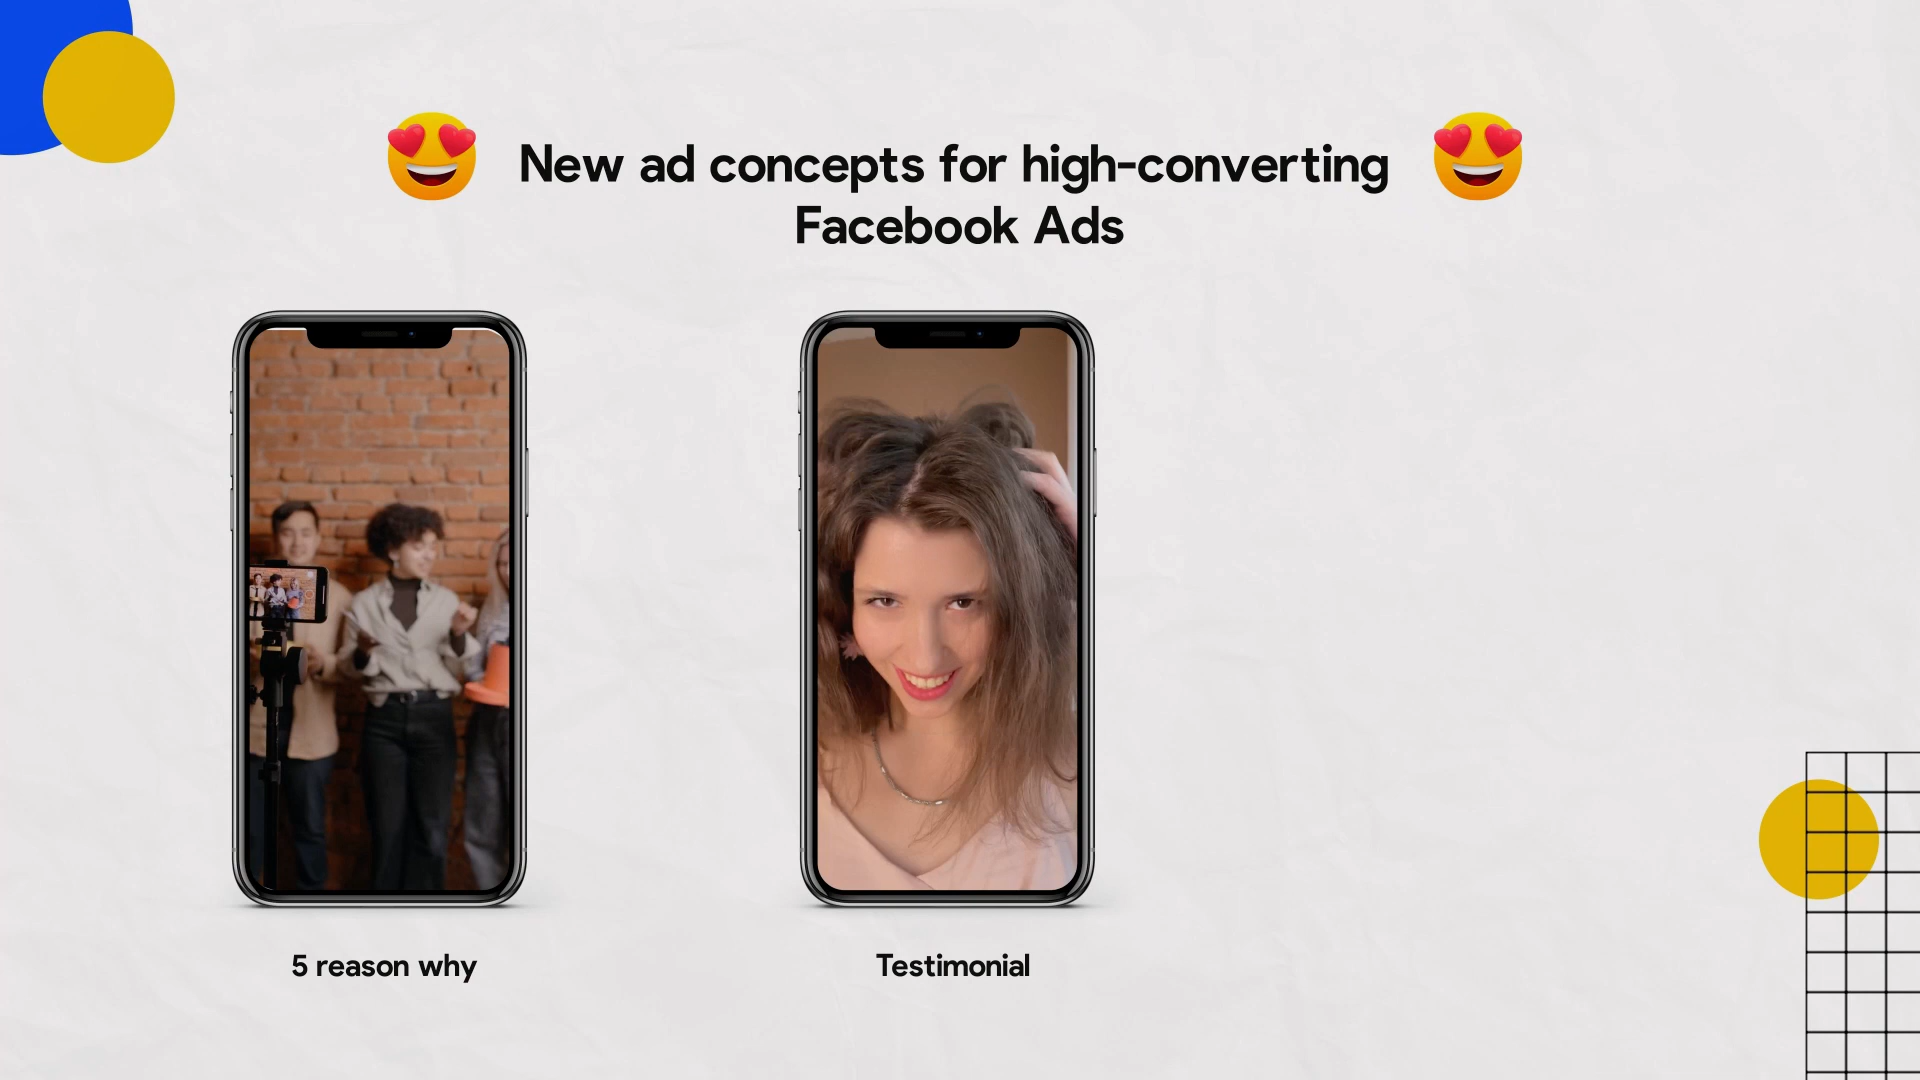 New ad concepts for high-converting
Facebook Ads
5 reason why
Testimonial